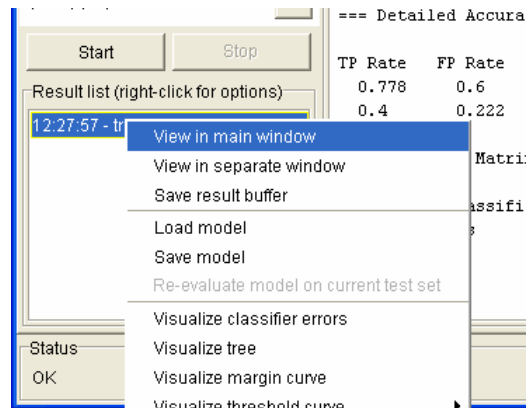 === Detailed Accura
Start
Stop
TP Rate FP Rate
0.778 0.6
0.4 0.222
Result list (right-click for options)
12:27:57 - tr
View in main window
View in separate window
Save result buffer
Load model
Save model
Re-evaluate model on current test set
Visualize classifier errors
Visualize tree
Visualize margin curve
Visualize threshold curve
Matri
assifi
Status
OK